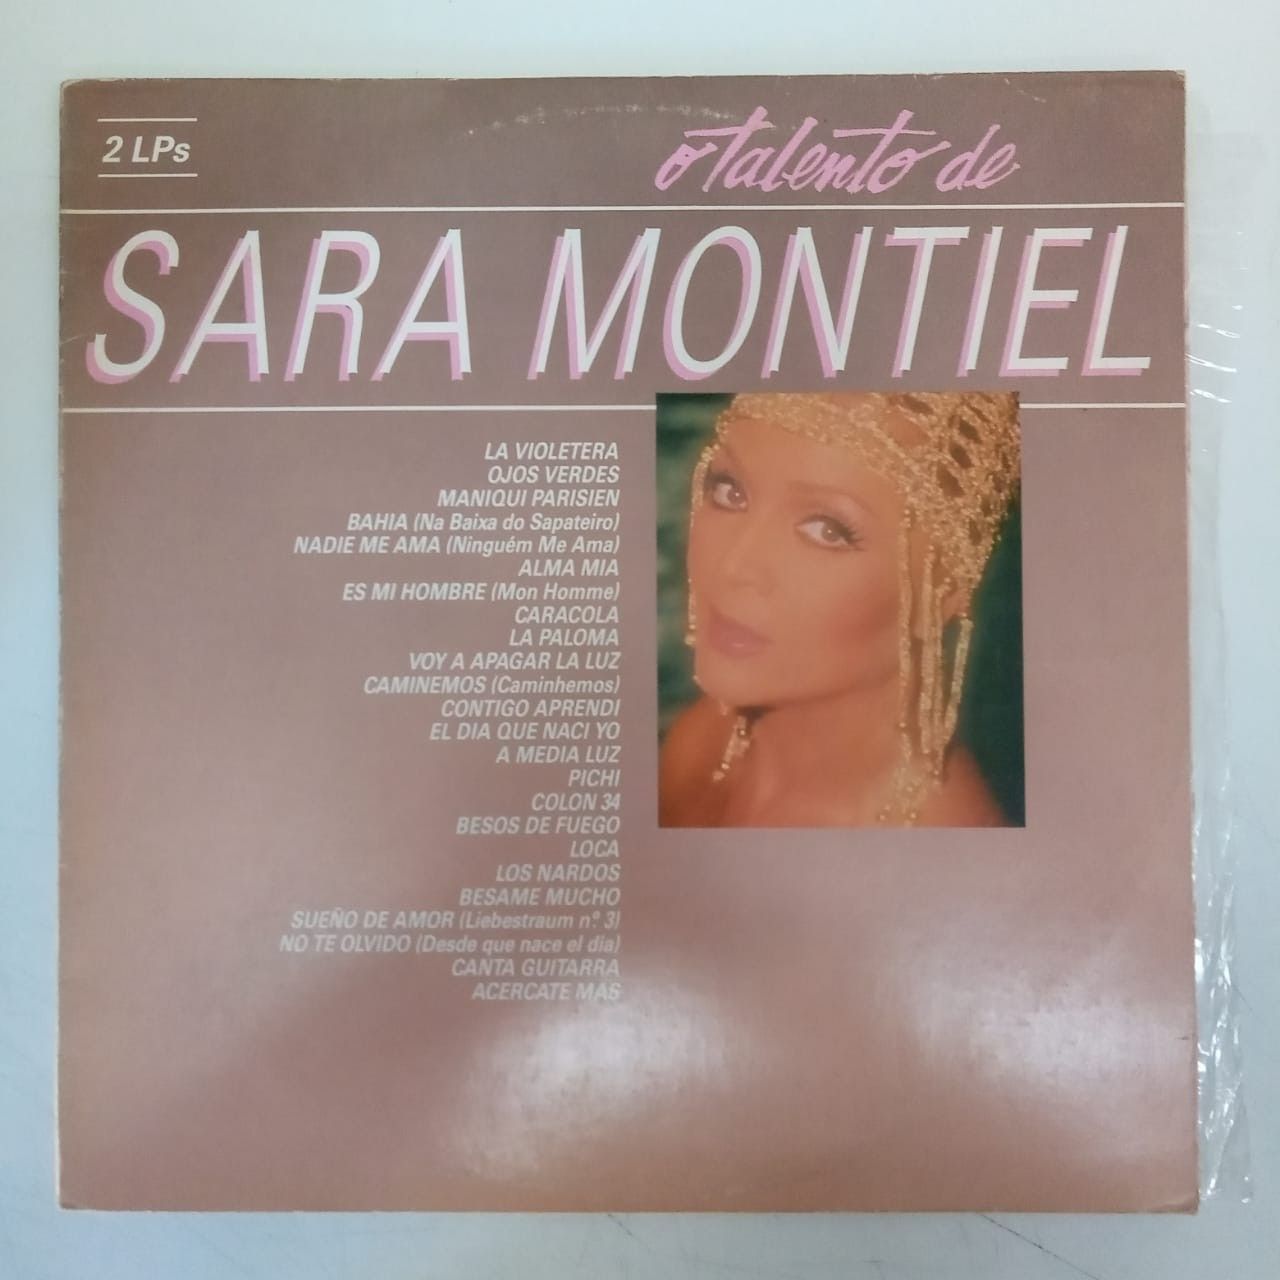 2 LPs
o talento de
SARA MONTIEL
LA VIOLETERA
OJOS VERDES
MANIQUI PARISIEN
BAHIA (Na Baixa do Sapateiro)
NADIE ME AMA (Ninguém Me Ama)
ALMA MIA
ES MI HOMBRE (Mon Homme)
CARACOLA
LA PALOMA
VOY A APAGAR LA LUZ
CAMINEMOS (Caminhemos)
CONTIGO APRENDI
EL DIA QUE NACI YO
A MEDIA LUZ
PICHI
COLON 34
BESOS DE FUEGO
LOCA
LOS NARDOS
BESAME MUCHO
SUEÑO DE AMOR (Liebestraum n.º 3)
NO TE OLVIDO (Desde que nace el dia)
CANTA GUITARRA
ACERCATE MAS